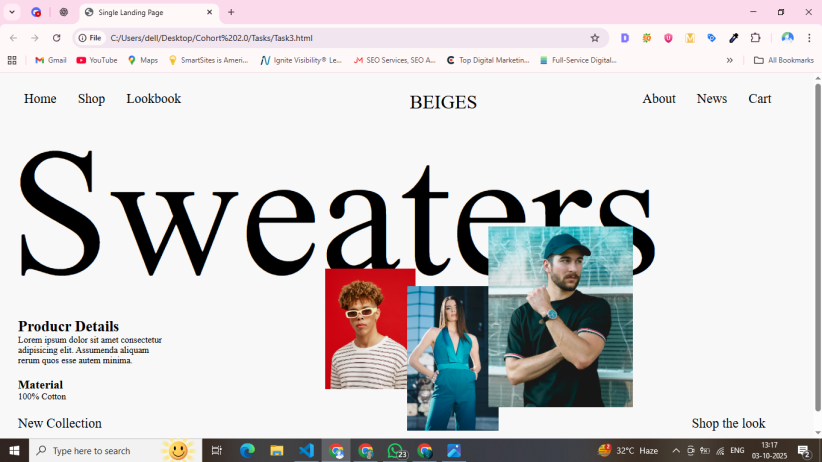 Single Landing Page
File
C:/Users/dell/Desktop/Cohort%202.0/Tasks/Task3.html
Gmail
YouTube
Maps
SmartSites is Ameri...
Ignite Visibility® Le...
SEO Services, SEO A...
Top Digital Marketin...
Full-Service Digital...
All Bookmarks
Home
Shop
Lookbook
BEIGES
About
News
Cart
Sweaters
Producr Details
Lorem ipsum dolor sit amet consectetur
adipisicing elit. Assumenda aliquam
rerum quos esse autem minima.
Material
100% Cotton
New Collection
Shop the look
Type here to search
23
32°C Haze
ENG
13:17
03-10-2025
2